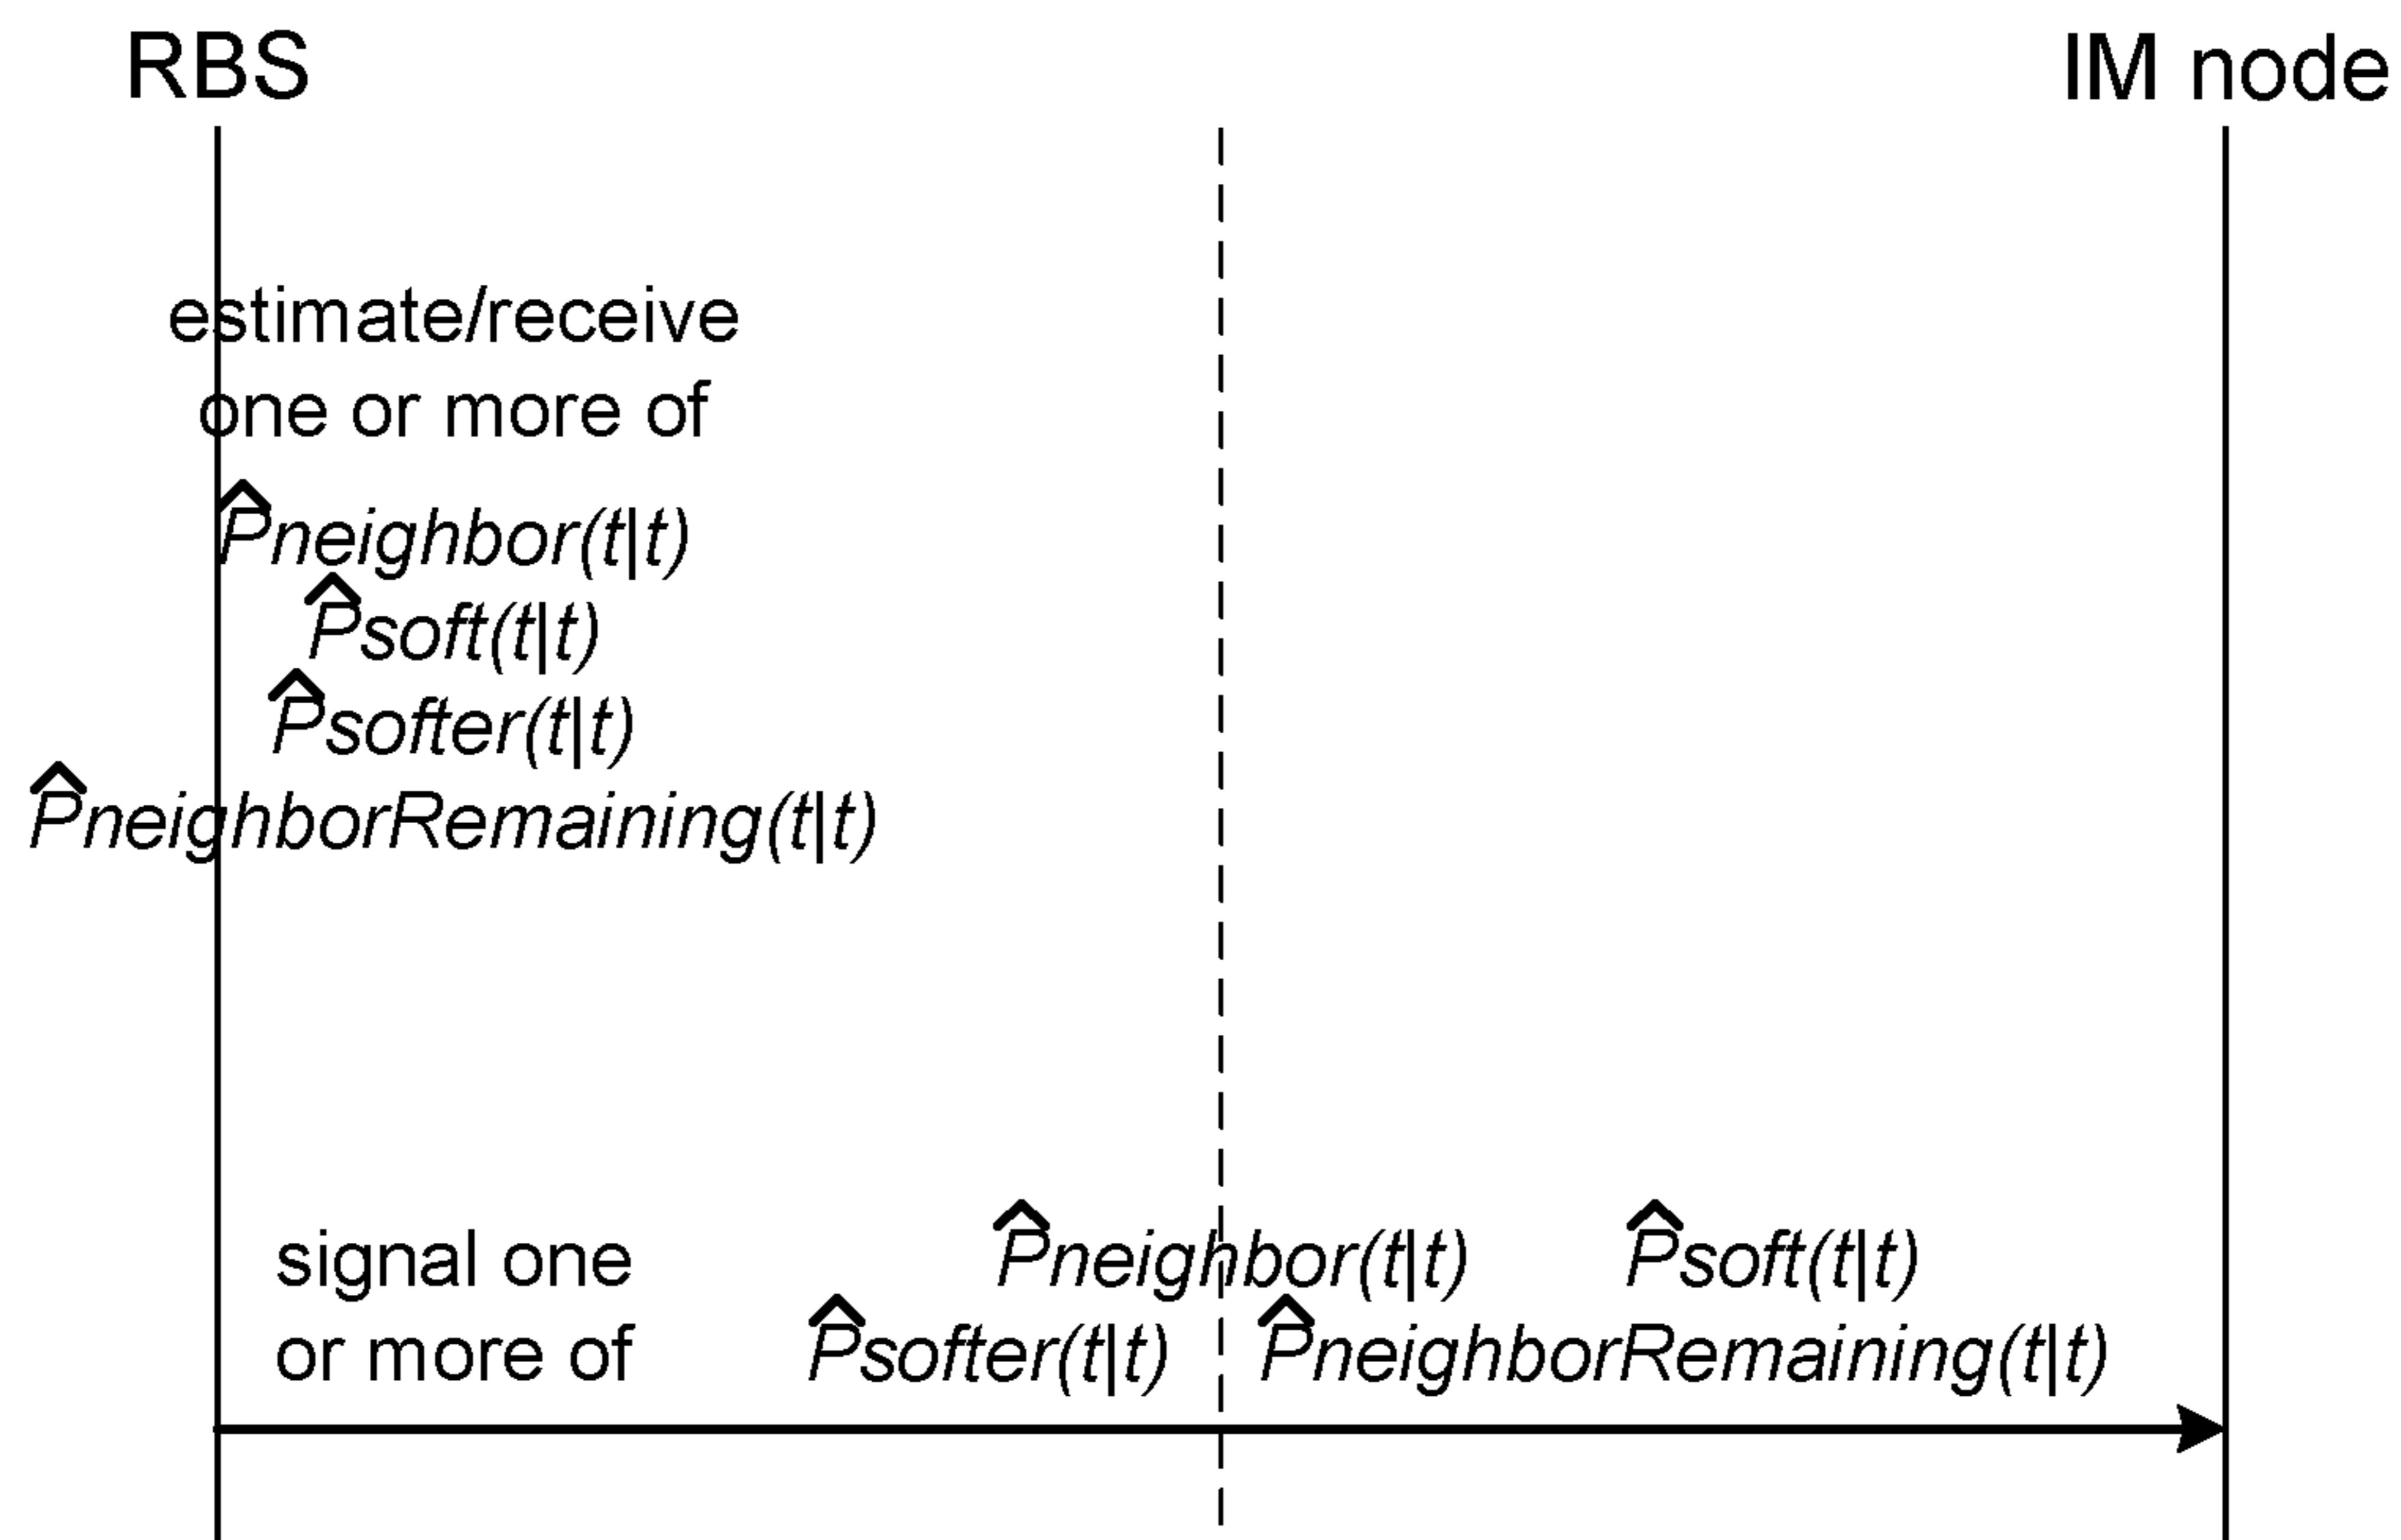 RBS IM node
estimate/receive
one or more of
P̂neighbor(t|t)
P̂soft(t|t)
P̂softer(t|t)
P̂neighborRemaining(t|t)
signal one P̂neighbor(t|t) P̂soft(t|t)
or more of P̂softer(t|t) P̂neighborRemaining(t|t)